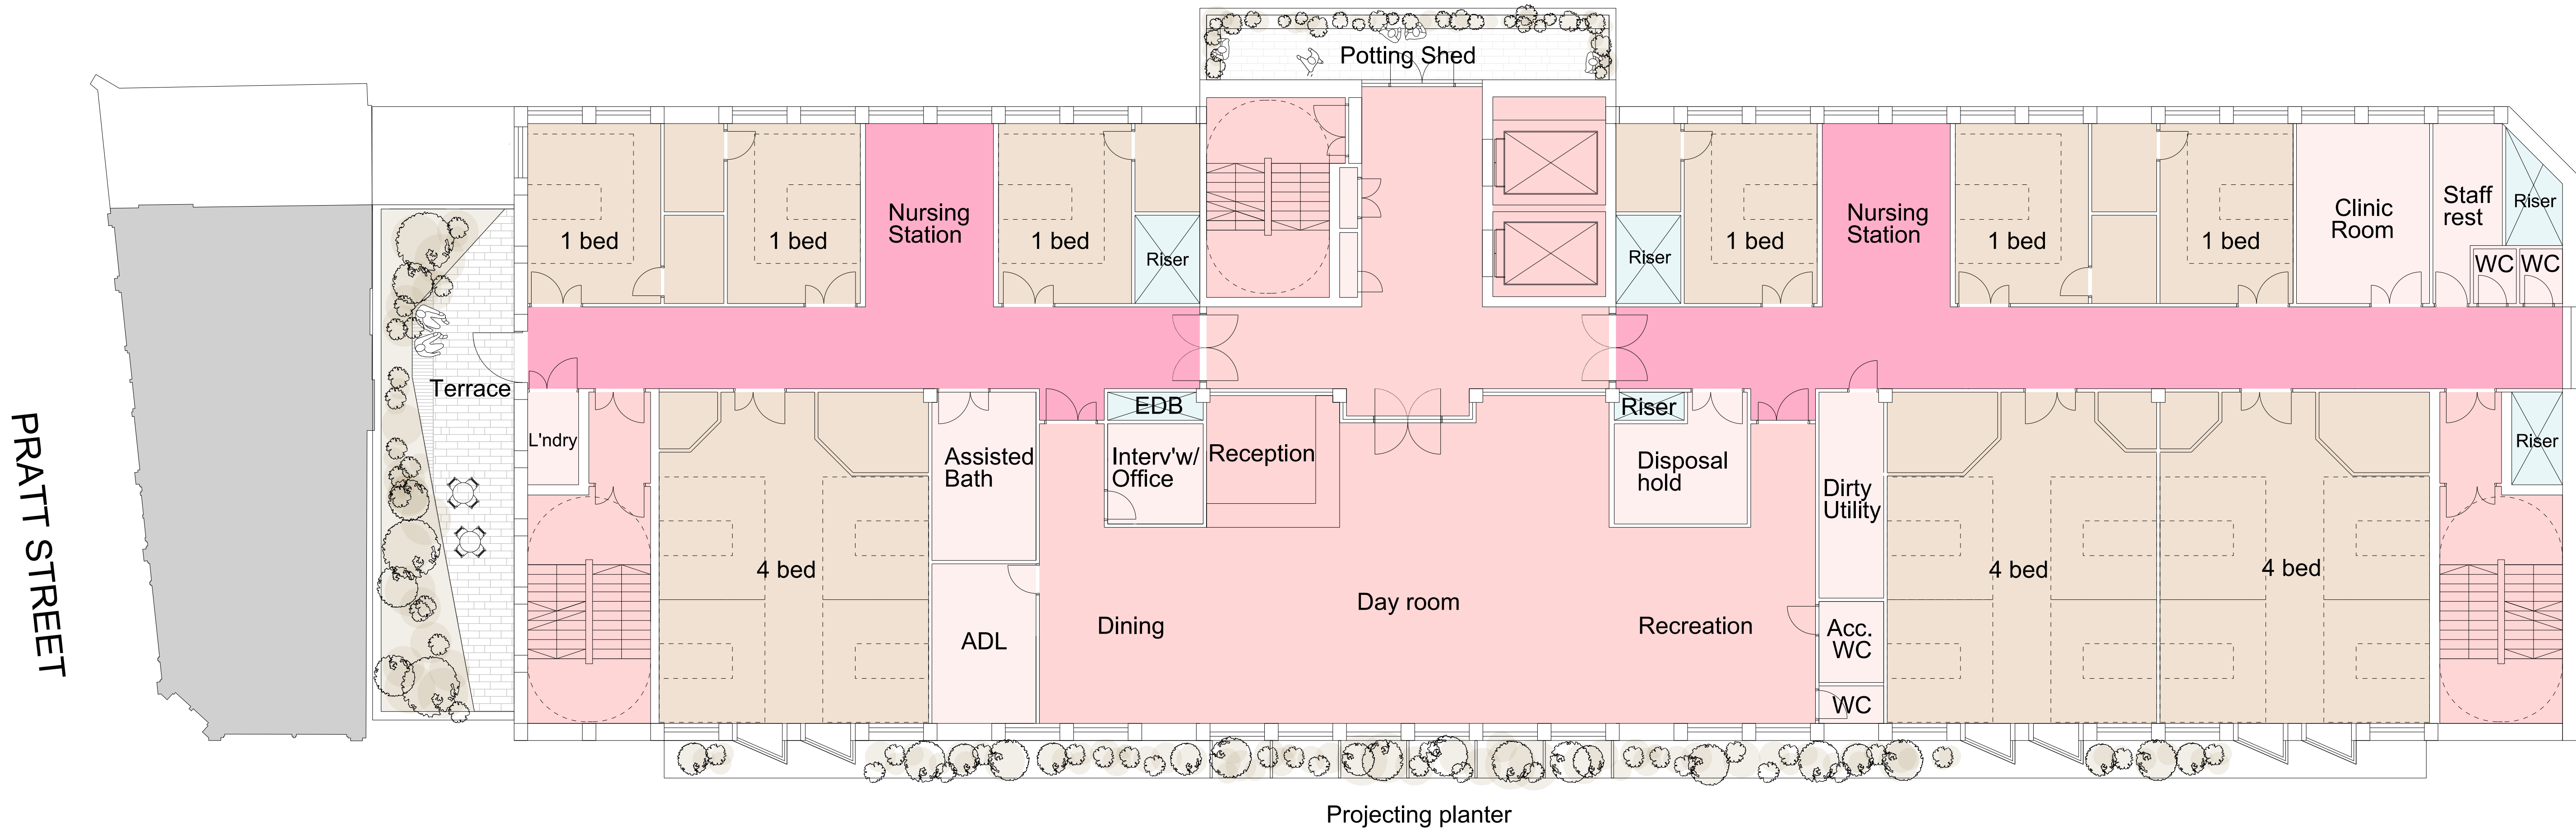 Potting Shed
1 bed
1 bed
Nursing
Station
1 bed
Riser
Riser
1 bed
Nursing
Station
1 bed
1 bed
Clinic
Room
Staff
rest
Riser
WC
WC
Terrace
PRATT STREET
L'ndry
4 bed
Assisted
Bath
ADL
EDB
Interv'w/
Office
Reception
Dining
Day room
Recreation
Riser
Disposal
hold
Dirty
Utility
Acc.
WC
WC
4 bed
4 bed
Riser
Projecting planter